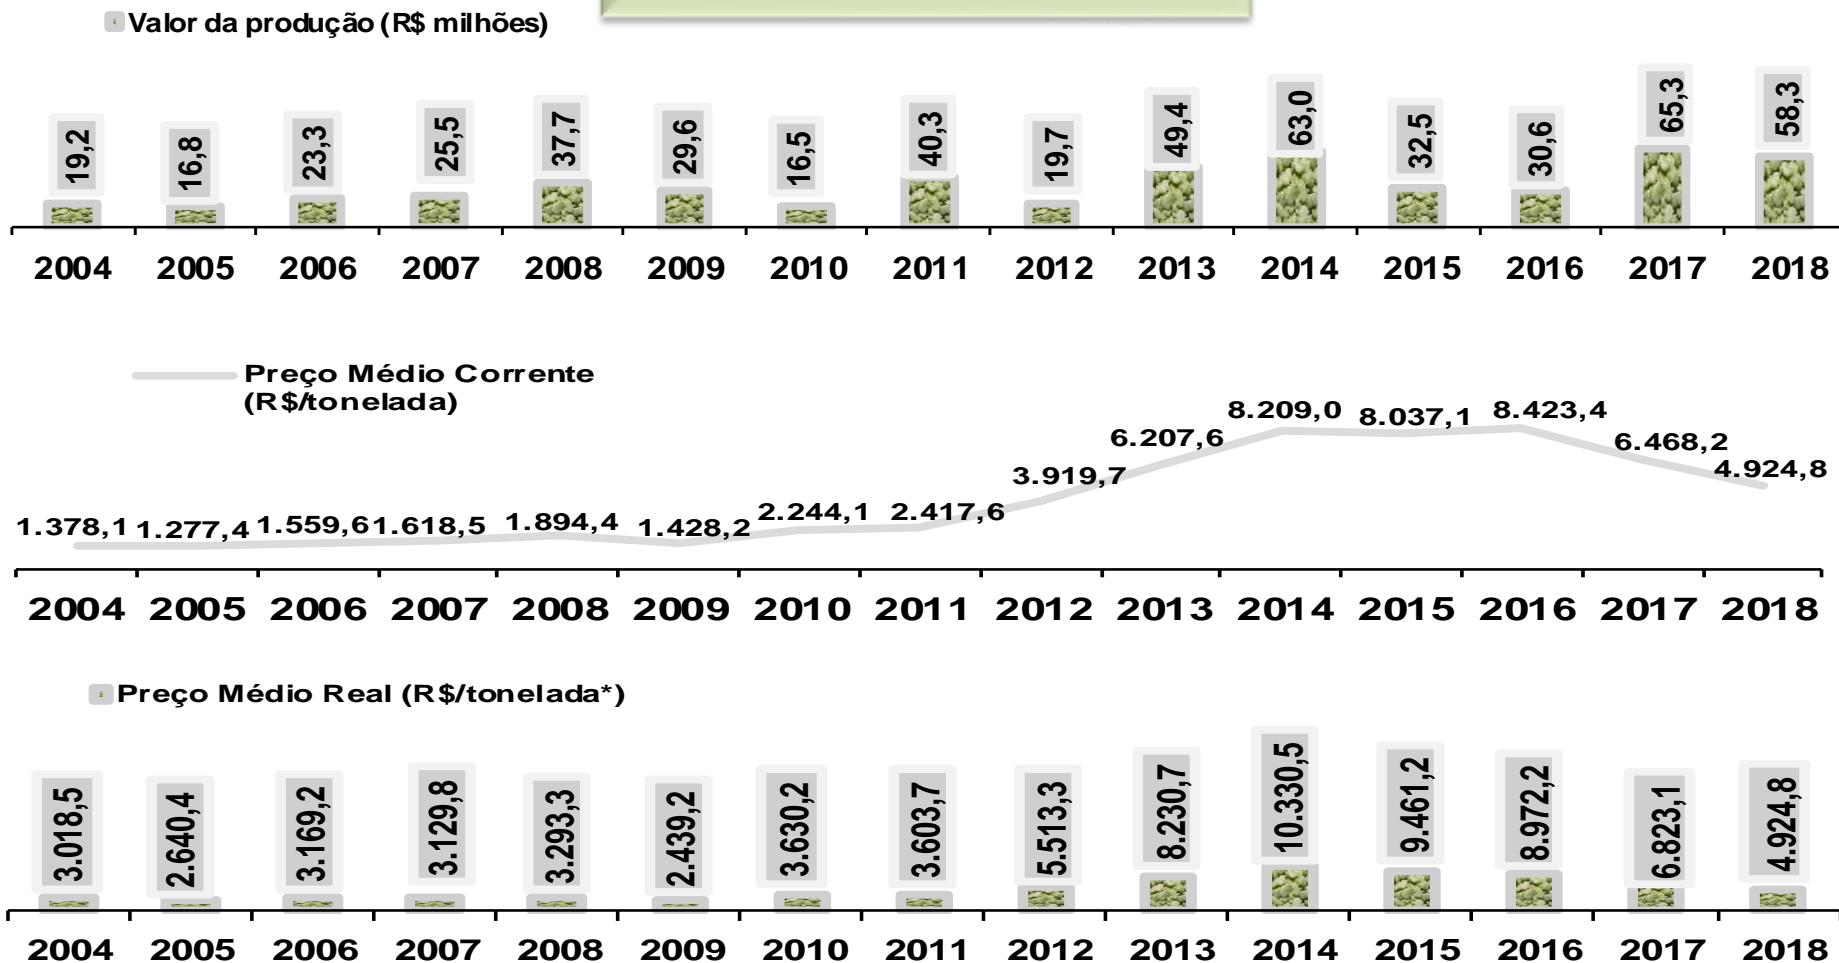 Valor da produção (R$ milhões)
19,2 16,8 23,3 25,5 37,7 29,6 16,5 40,3 19,7 49,4 63,0 32,5 30,6 65,3 58,3
2004 2005 2006 2007 2008 2009 2010 2011 2012 2013 2014 2015 2016 2017 2018
Preço Médio Corrente
(R$/tonelada)
1.378,1 1.277,4 1.559,6 1.618,5 1.894,4 1.428,2 2.244,1 2.417,6 3.919,7 6.207,6 8.209,0 8.037,1 8.423,4 6.468,2 4.924,8
2004 2005 2006 2007 2008 2009 2010 2011 2012 2013 2014 2015 2016 2017 2018
Preço Médio Real (R$/tonelada*)
3.018,5 2.640,4 3.169,2 3.129,8 3.293,3 2.439,2 3.630,2 3.603,7 5.513,3 8.230,7 10.330,5 9.461,2 8.972,2 6.823,1 4.924,8
2004 2005 2006 2007 2008 2009 2010 2011 2012 2013 2014 2015 2016 2017 2018